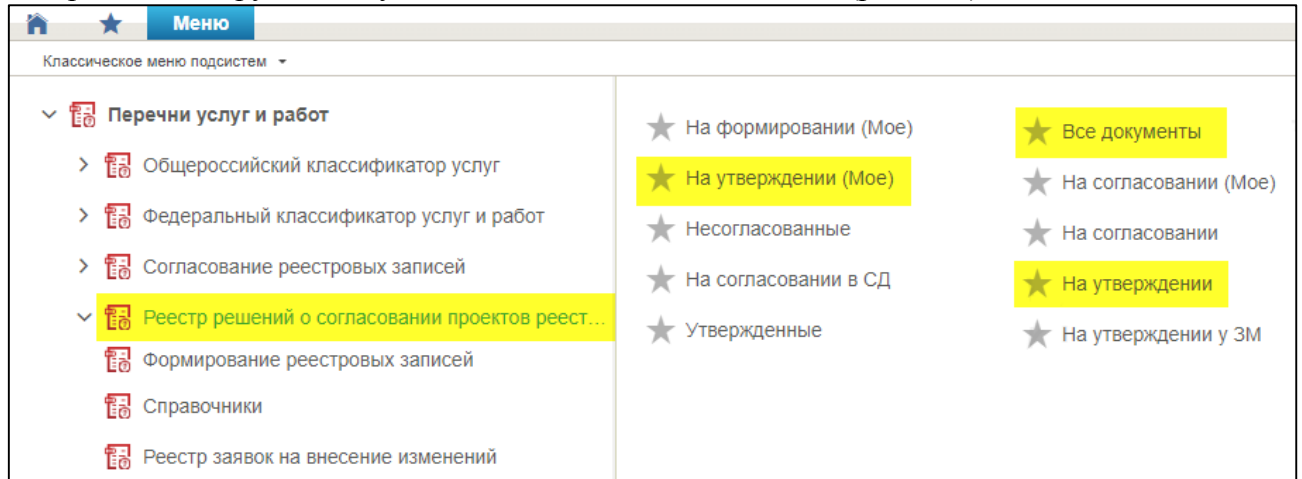 Меню
Классическое меню подсистем
Перечни услуг и работ
Общероссийский классификатор услуг
Федеральный классификатор услуг и работ
Согласование реестровых записей
Реестр решений о согласовании проектов реест...
Формирование реестровых записей
Справочники
Реестр заявок на внесение изменений
На формировании (Мое)
На утверждении (Мое)
Несогласованные
На согласовании в СД
Утвержденные
Все документы
На согласовании (Мое)
На согласовании
На утверждении
На утверждении у ЗМ